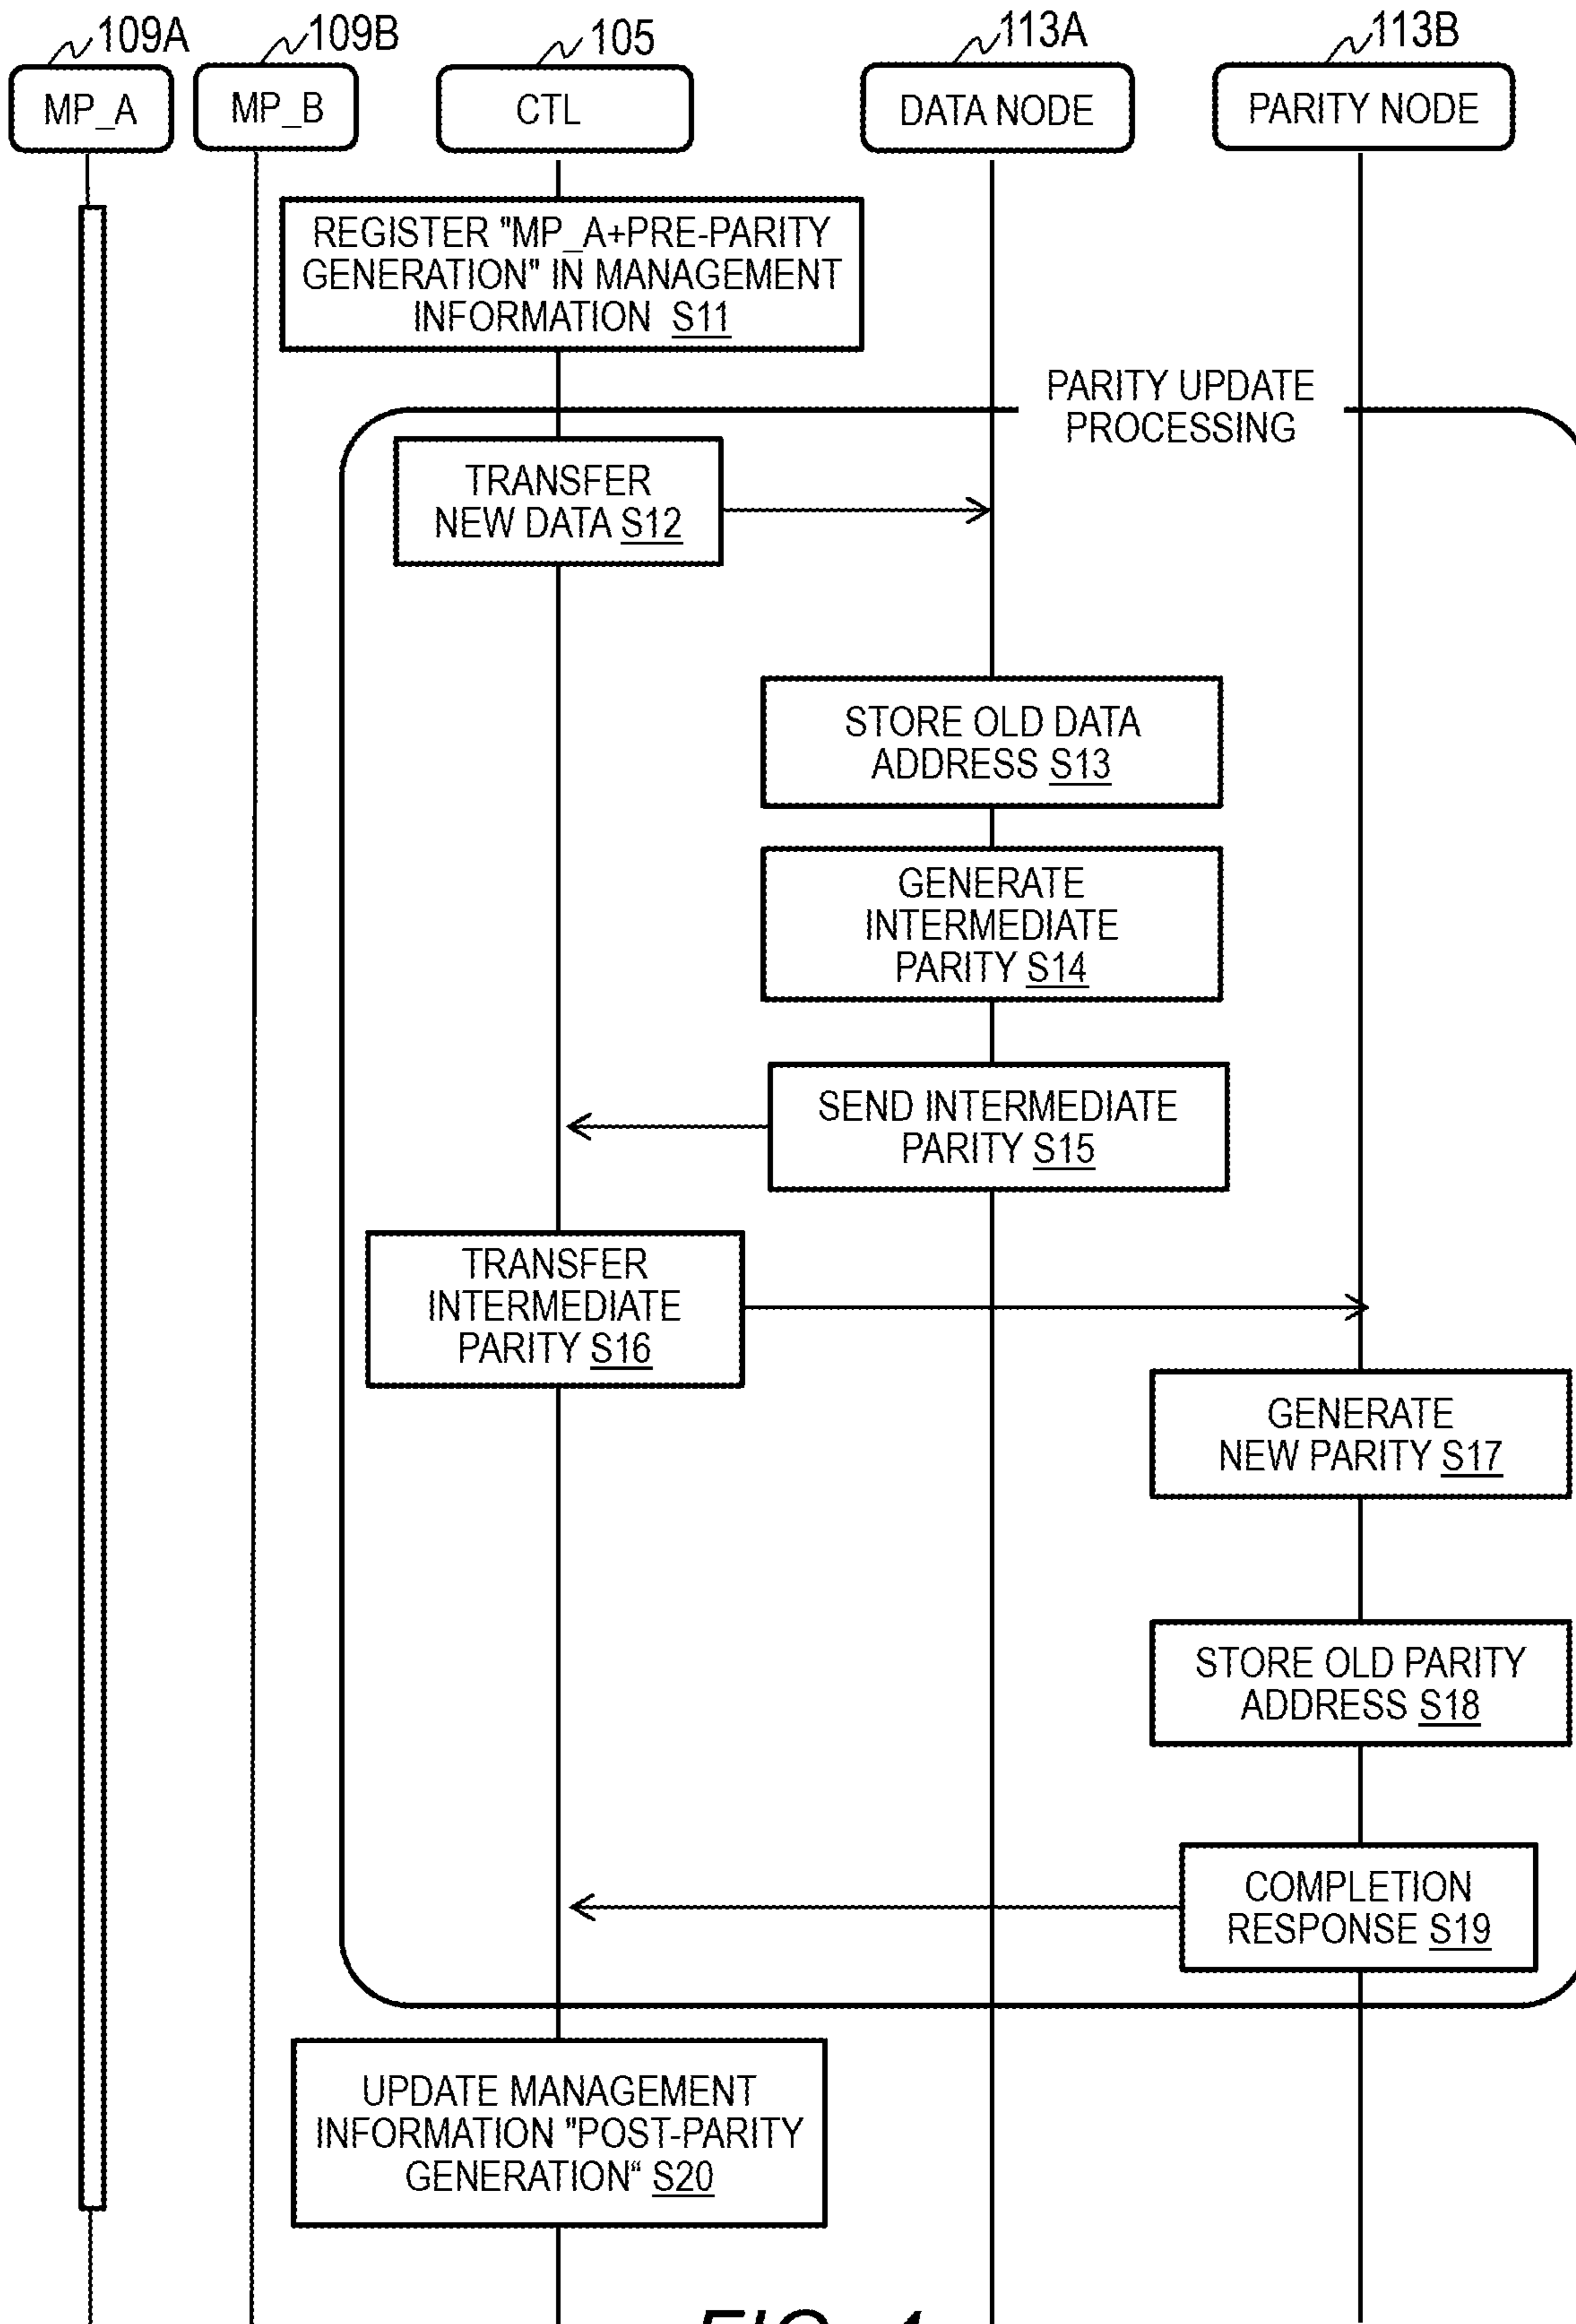 109A
109B
105
113A
113B
MP_A
MP_B
CTL
DATA NODE
PARITY NODE
REGISTER "MP_A+PRE-PARITY
GENERATION" IN MANAGEMENT
INFORMATION S11
PARITY UPDATE
PROCESSING
TRANSFER
NEW DATA S12
STORE OLD DATA
ADDRESS S13
GENERATE
INTERMEDIATE
PARITY S14
SEND INTERMEDIATE
PARITY S15
TRANSFER
INTERMEDIATE
PARITY S16
GENERATE
NEW PARITY S17
STORE OLD PARITY
ADDRESS S18
COMPLETION
RESPONSE S19
UPDATE MANAGEMENT
INFORMATION "POST-PARITY
GENERATION“ S20